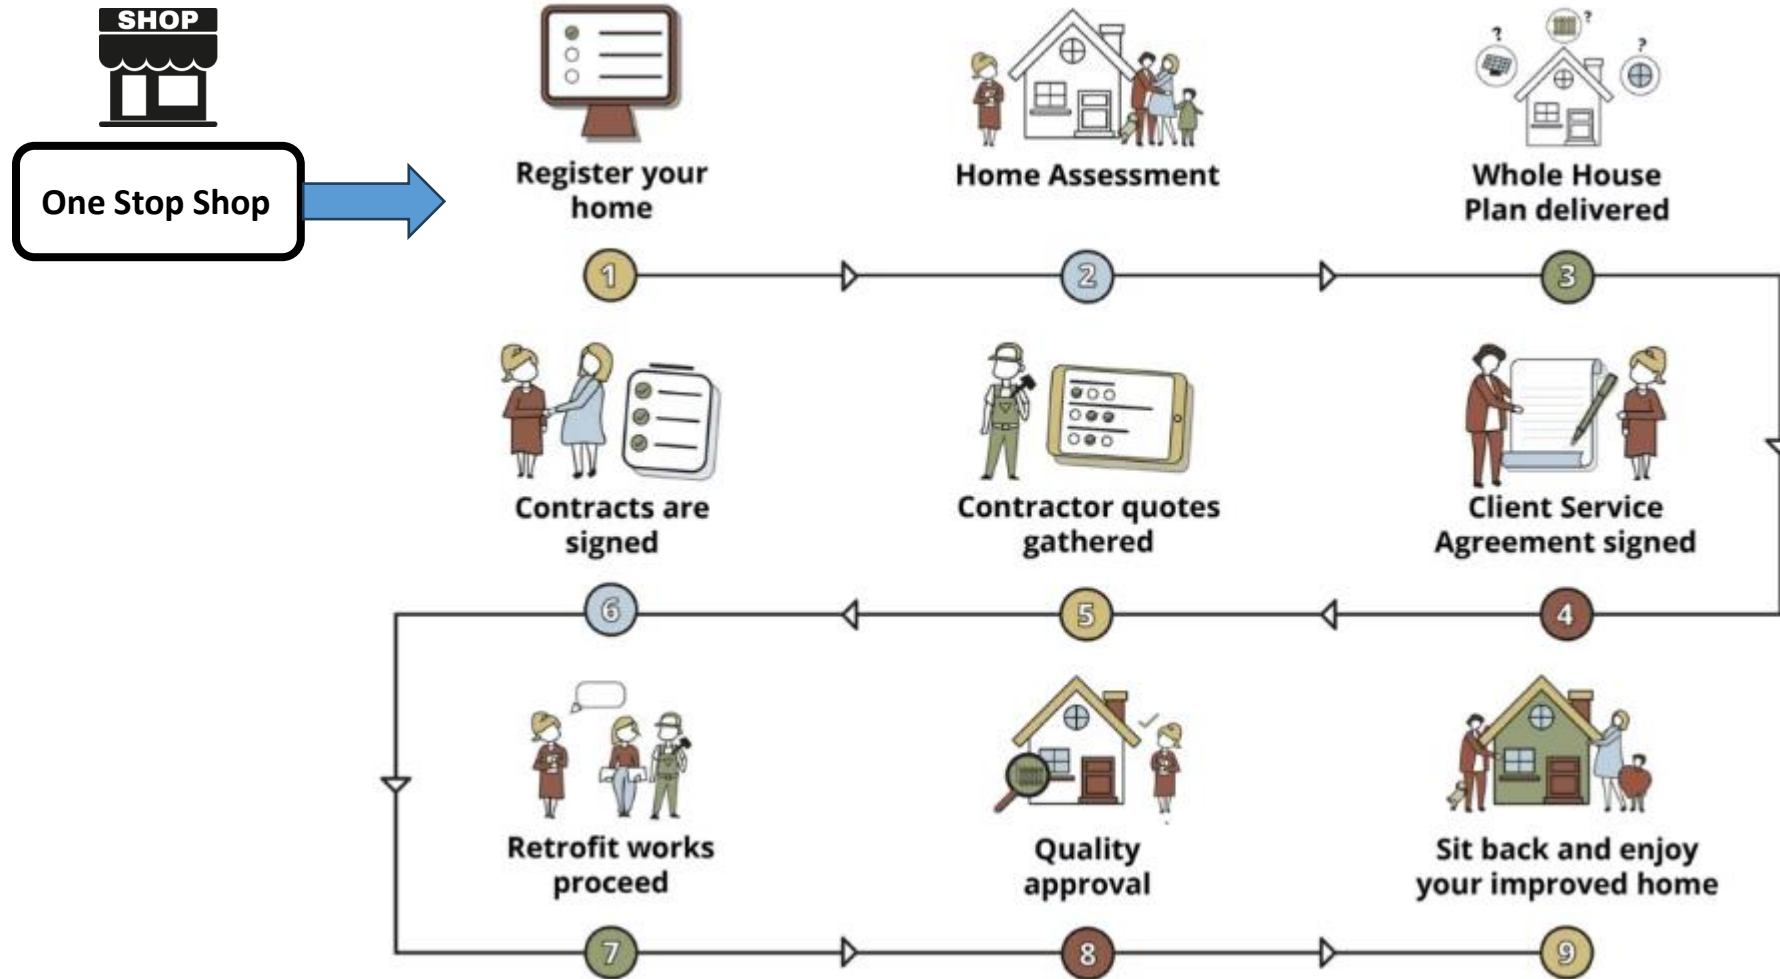 SHOP
One Stop Shop
Register your
home
Home Assessment
?
?
?
Whole House
Plan delivered
1
2
3
Contracts are
signed
Contractor quotes
gathered
Client Service
Agreement signed
6
5
4
Retrofit works
proceed
Quality
approval
Sit back and enjoy
your improved home
7
8
9